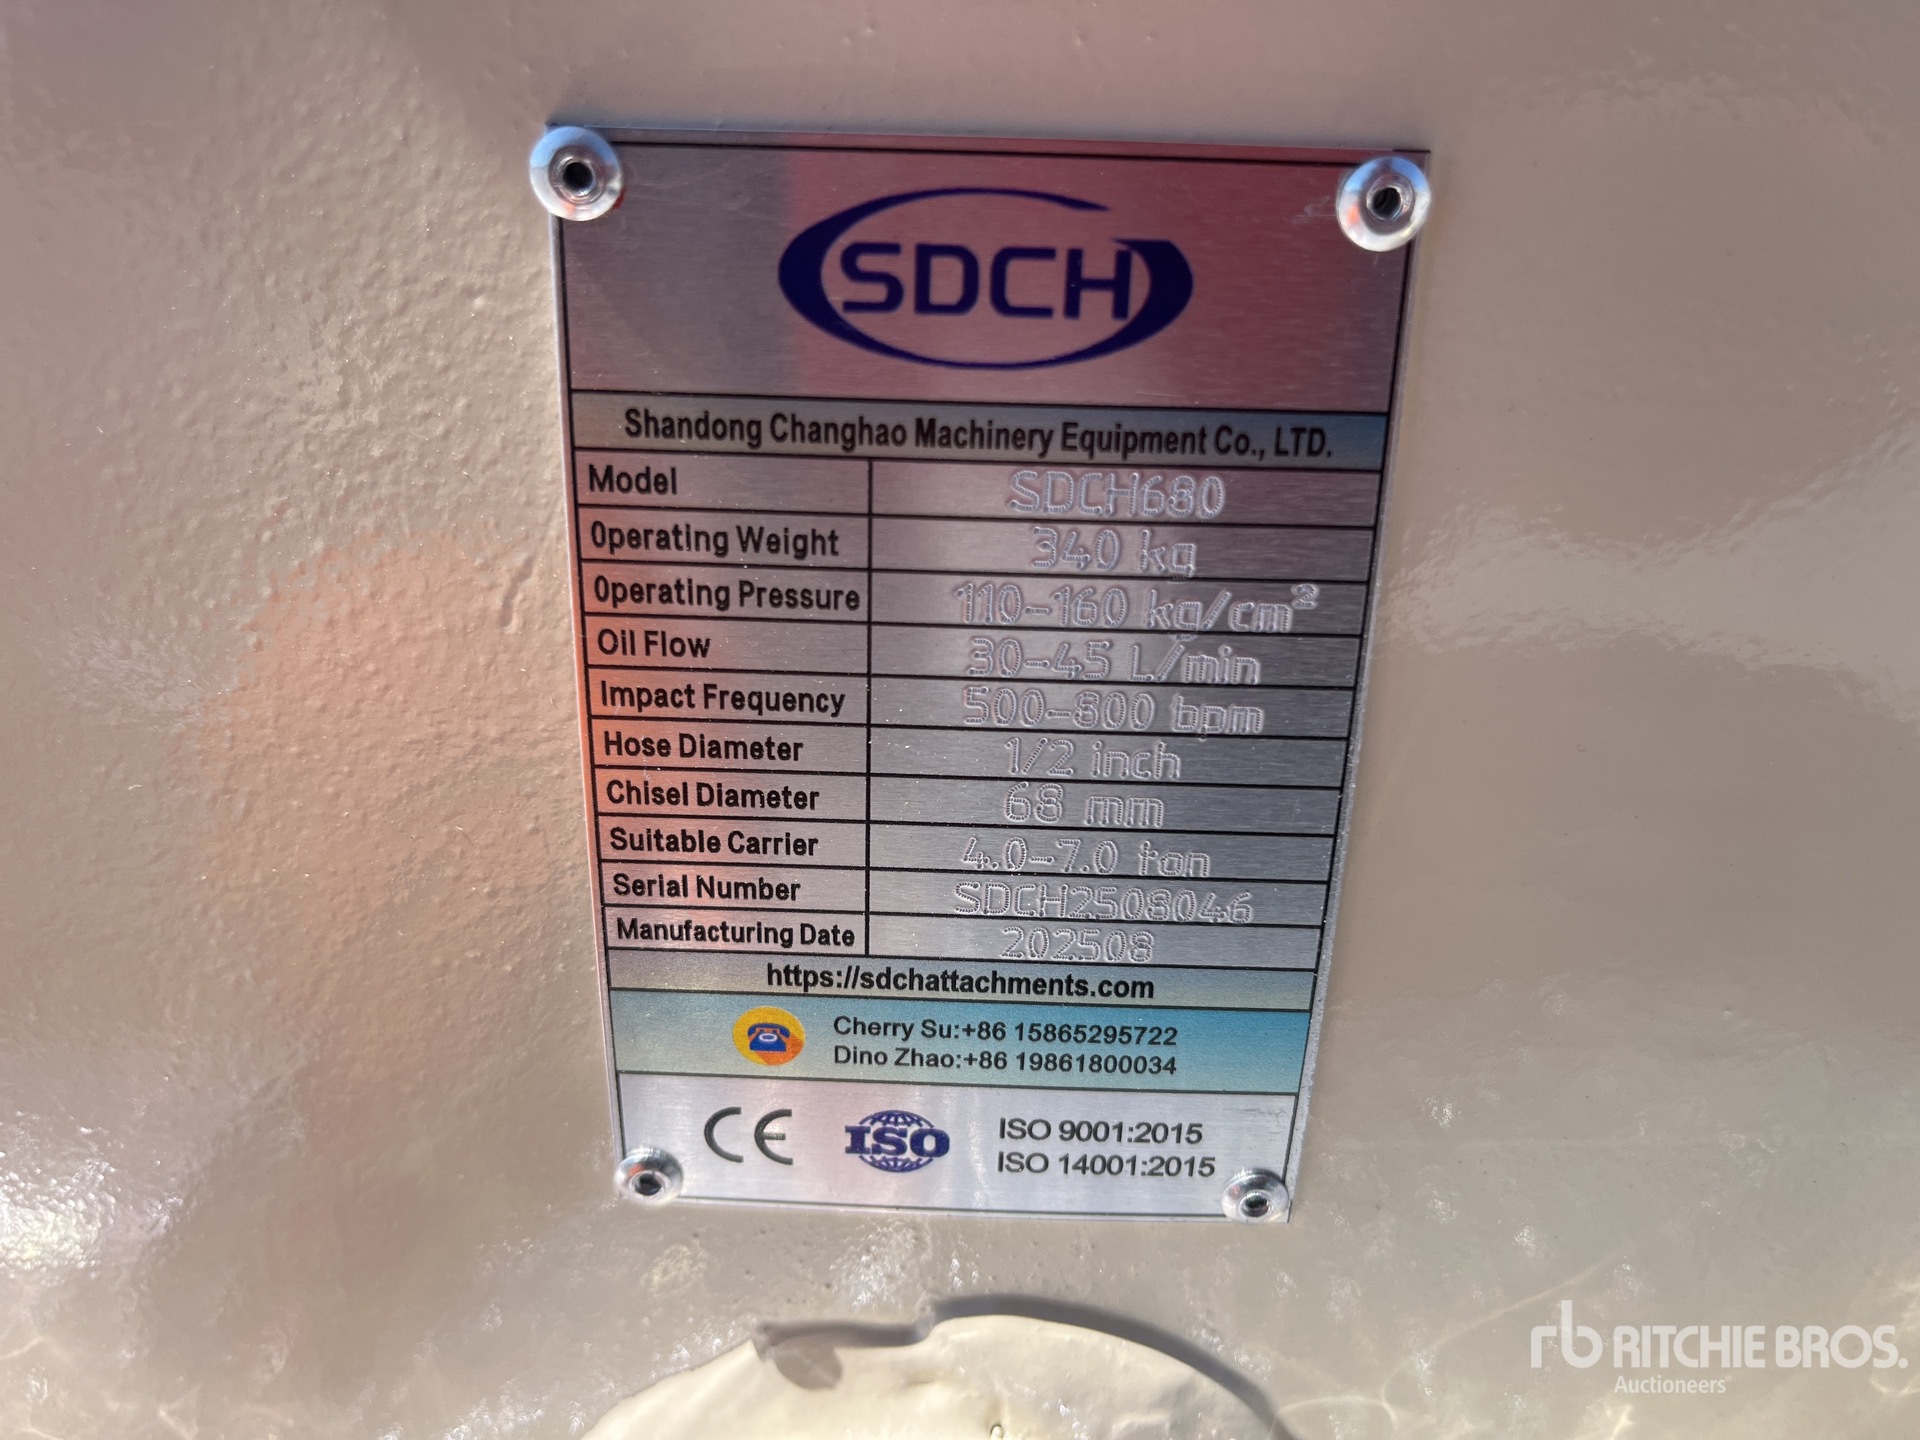 SDCH
Shandong Changhao Machinery Equipment Co., LTD.
Model SDCH680
Operating Weight 340 kg
Operating Pressure 110-160 kg/cm²
Oil Flow 30-45 L/min
Impact Frequency 500-800 bpm
Hose Diameter 1/2 inch
Chisel Diameter 68 mm
Suitable Carrier 4.0-7.0 ton
Serial Number SDCH2508046
Manufacturing Date 202508
https://sdchattachments.com
Cherry Su:+86 15865295722
Dino Zhao:+86 19861800034
CE ISO ISO 9001:2015
ISO 14001:2015
rb RITCHIE BROS.
Auctioneers